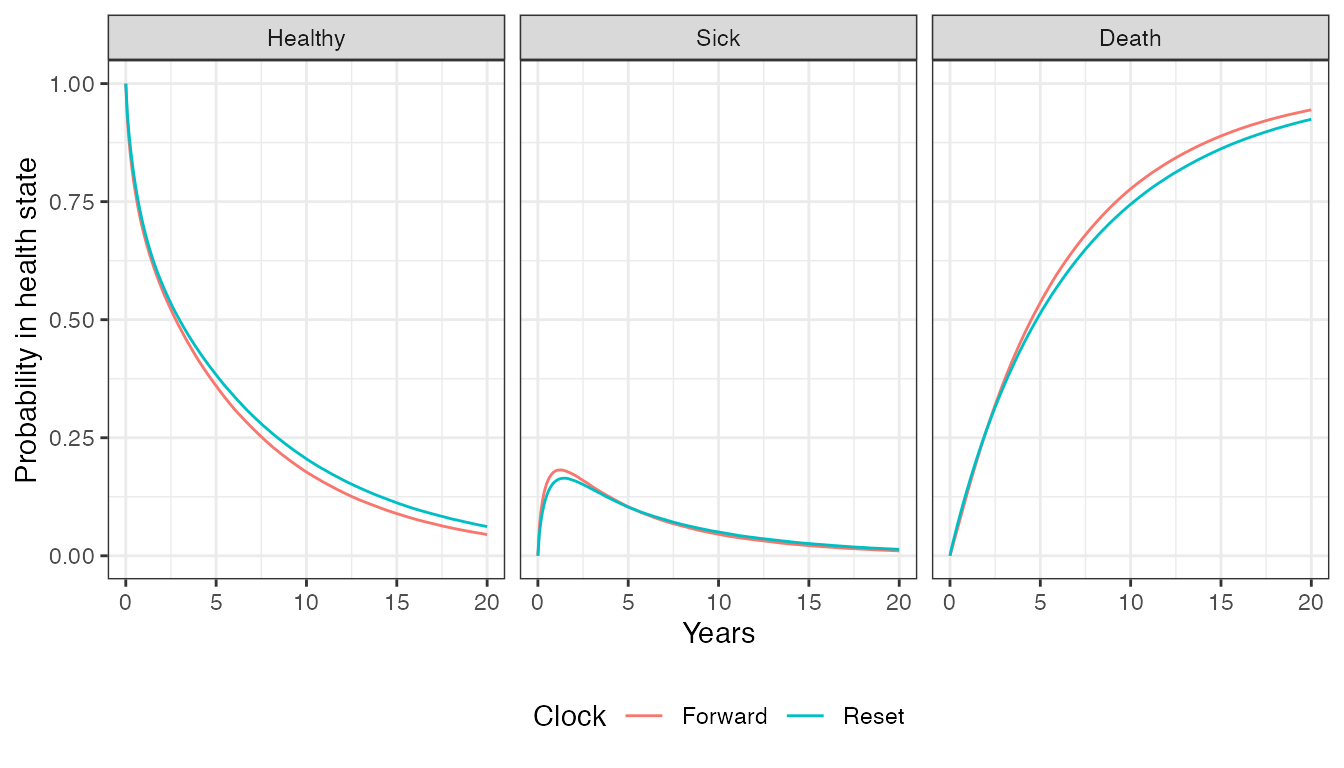 Healthy Sick Death
Probability in health state
1.00
0.75
0.50
0.25
0.00
0 5 10 15 20 0 5 10 15 20 0 5 10 15 20
Years
Clock Forward Reset